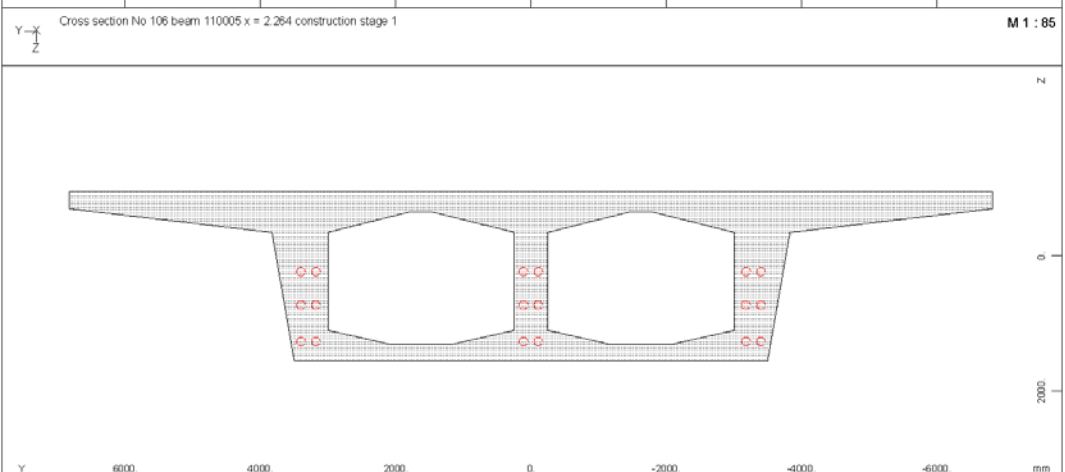 Cross section No 106 beam 110005 x = 2.264 construction stage 1
M 1 : 85
Y X
Z
Z
0.
2000.
Y 6000. 4000. 2000. 0. -2000. -4000. -6000. mm